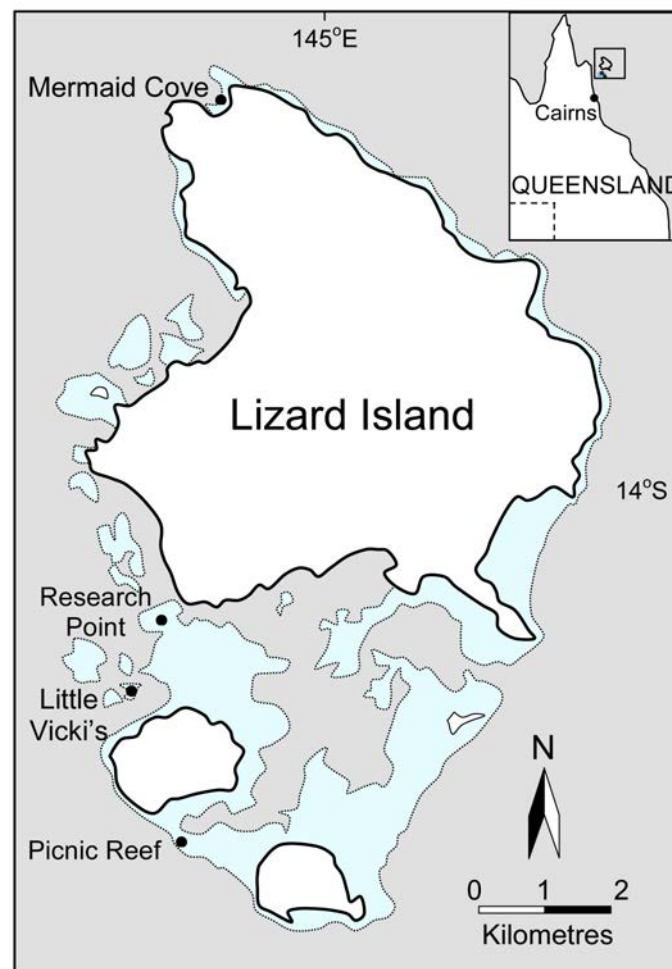 145°E
Mermaid Cove
Cairns
QUEENSLAND
Lizard Island
14°S
Research
Point
Little
Vicki's
N
Picnic Reef
0 1 2
Kilometres